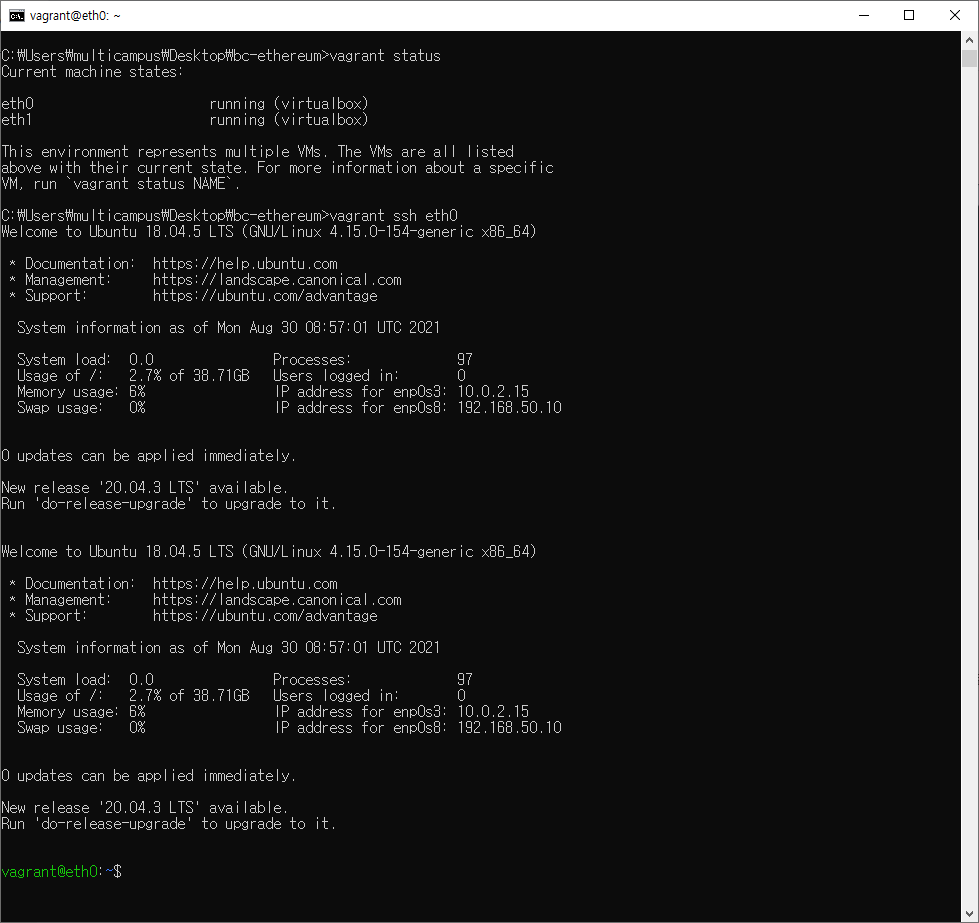 vagrant@eth0: ~
C:₩Users₩multicampus₩Desktop₩bc-ethereum>vagrant status
Current machine states:
eth0                      running (virtualbox)
eth1                      running (virtualbox)
This environment represents multiple VMs. The VMs are all listed
above with their current state. For more information about a specific
VM, run `vagrant status NAME`.
C:₩Users₩multicampus₩Desktop₩bc-ethereum>vagrant ssh eth0
Welcome to Ubuntu 18.04.5 LTS (GNU/Linux 4.15.0-154-generic x86_64)
 * Documentation:  https://help.ubuntu.com
 * Management:     https://landscape.canonical.com
 * Support:        https://ubuntu.com/advantage
  System information as of Mon Aug 30 08:57:01 UTC 2021
  System load:  0.0               Processes:             97
  Usage of /:   2.7% of 38.71GB   Users logged in:       0
  Memory usage: 6%                IP address for enp0s3: 10.0.2.15
  Swap usage:   0%                IP address for enp0s8: 192.168.50.10
0 updates can be applied immediately.
New release '20.04.3 LTS' available.
Run 'do-release-upgrade' to upgrade to it.
Welcome to Ubuntu 18.04.5 LTS (GNU/Linux 4.15.0-154-generic x86_64)
 * Documentation:  https://help.ubuntu.com
 * Management:     https://landscape.canonical.com
 * Support:        https://ubuntu.com/advantage
  System information as of Mon Aug 30 08:57:01 UTC 2021
  System load:  0.0               Processes:             97
  Usage of /:   2.7% of 38.71GB   Users logged in:       0
  Memory usage: 6%                IP address for enp0s3: 10.0.2.15
  Swap usage:   0%                IP address for enp0s8: 192.168.50.10
0 updates can be applied immediately.
New release '20.04.3 LTS' available.
Run 'do-release-upgrade' to upgrade to it.
vagrant@eth0:~$